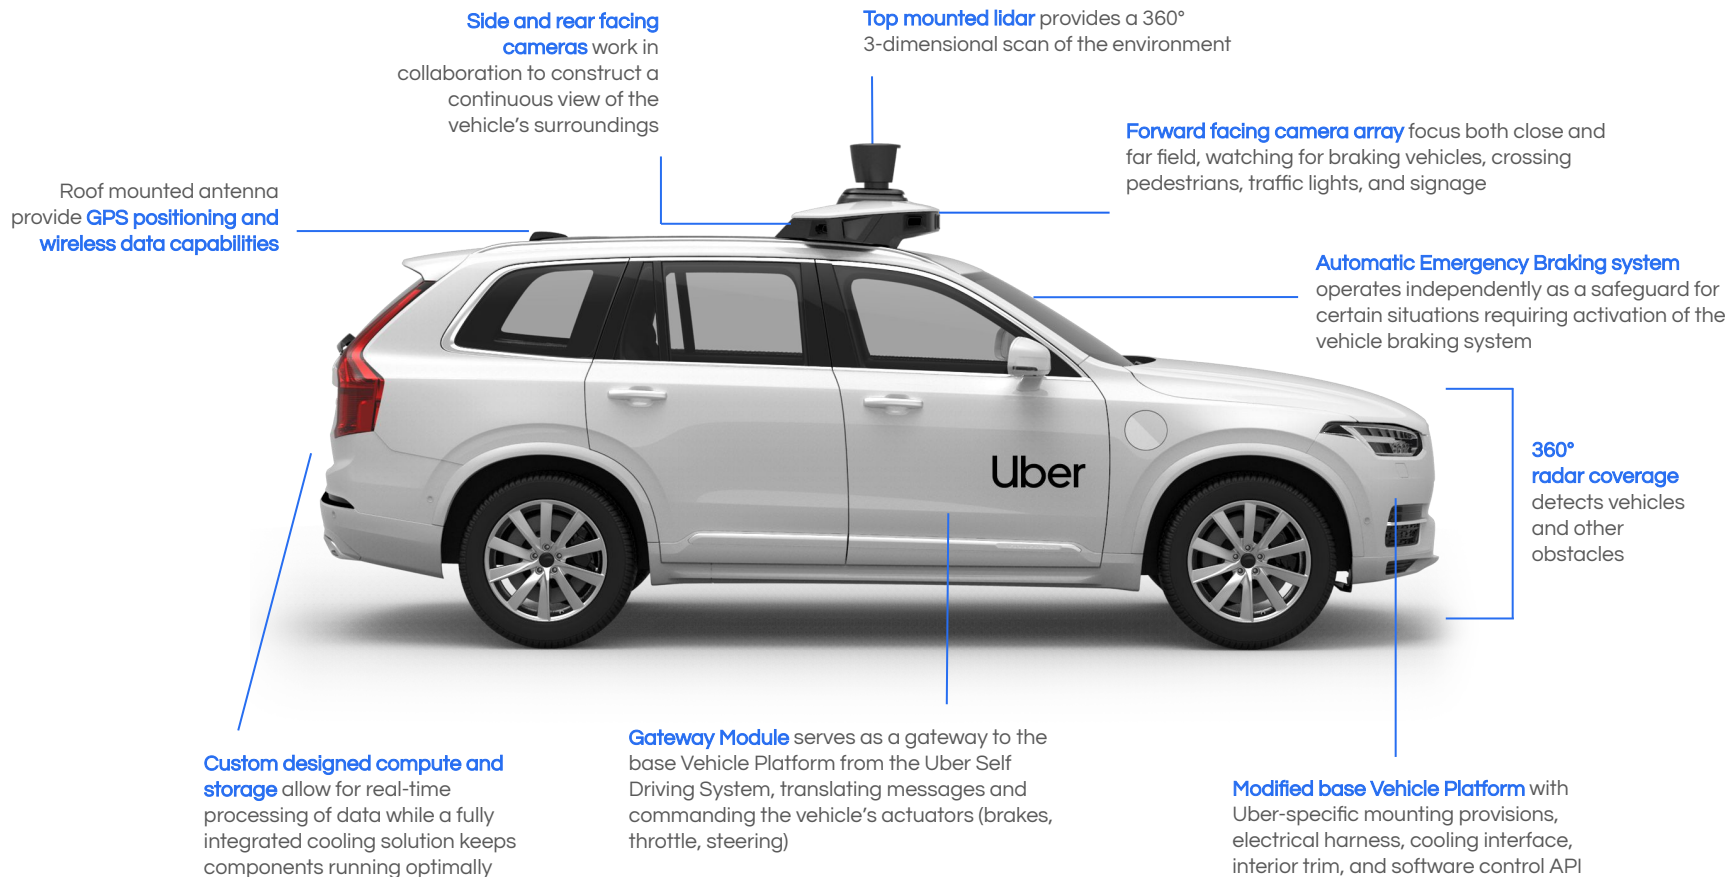 Side and rear facing
cameras work in
collaboration to construct a
continuous view of the
vehicle's surroundings
Top mounted lidar provides a 360°
3-dimensional scan of the environment
Forward facing camera array focus both close and
far field, watching for braking vehicles, crossing
pedestrians, traffic lights, and signage
Roof mounted antenna
provide GPS positioning and
wireless data capabilities
Automatic Emergency Braking system
operates independently as a safeguard for
certain situations requiring activation of the
vehicle braking system
360°
radar coverage
detects vehicles
and other
obstacles
Uber
Custom designed compute and
storage allow for real-time
processing of data while a fully
integrated cooling solution keeps
components running optimally
Gateway Module serves as a gateway to the
base Vehicle Platform from the Uber Self
Driving System, translating messages and
commanding the vehicle's actuators (brakes,
throttle, steering)
Modified base Vehicle Platform with
Uber-specific mounting provisions,
electrical harness, cooling interface,
interior trim, and software control API